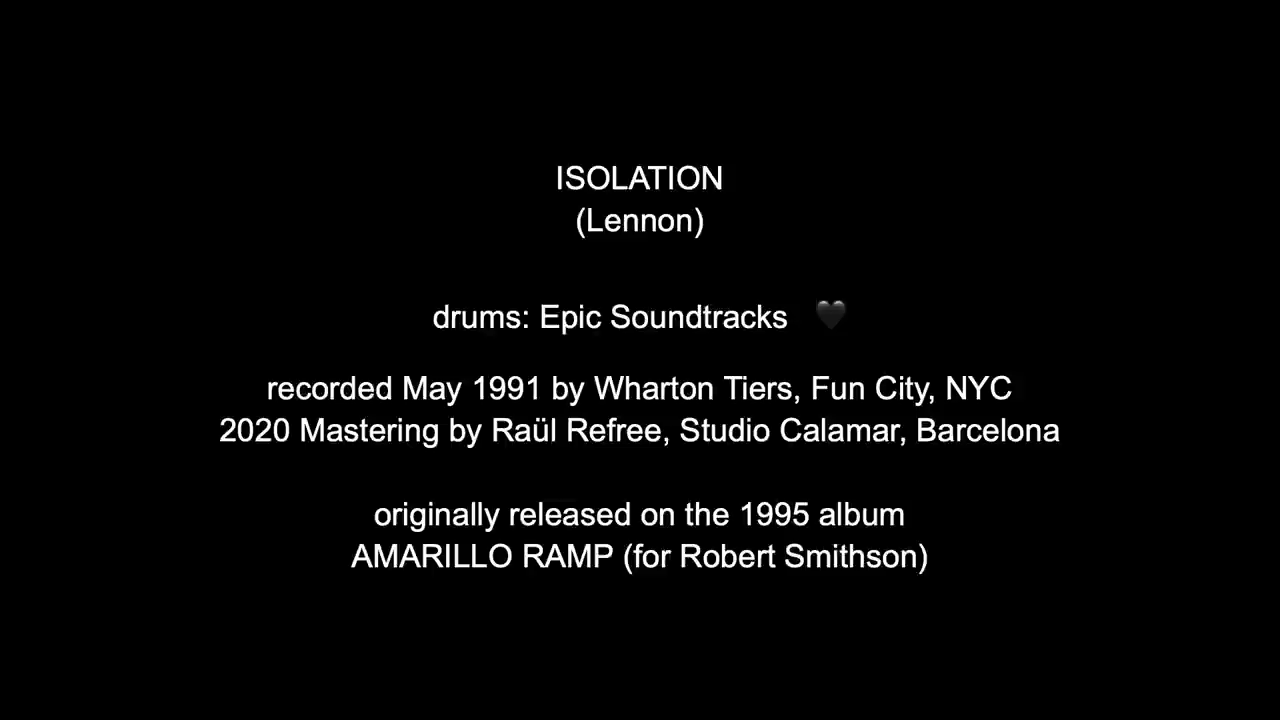 ISOLATION
(Lennon)
drums: Epic Soundtracks 🖤
recorded May 1991 by Wharton Tiers, Fun City, NYC
2020 Mastering by Raül Refree, Studio Calamar, Barcelona
originally released on the 1995 album
AMARILLO RAMP (for Robert Smithson)